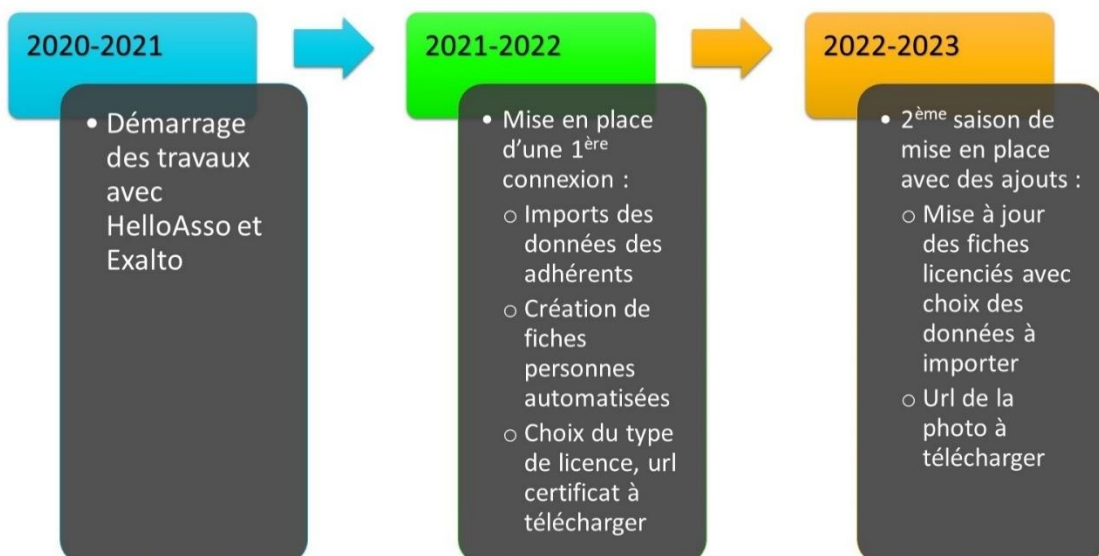 2020-2021
• Démarrage
des travaux
avec
HelloAsso et
Exalto
2021-2022
• Mise en place
d'une 1ère
connexion :
o Imports des
données des
adhérents
o Création de
fiches
personnes
automatisées
o Choix du type
de licence, url
certificat à
télécharger
2022-2023
• 2ème saison de
mise en place
avec des ajouts :
o Mise à jour
des fiches
licenciés avec
choix des
données à
importer
o Url de la
photo à
télécharger